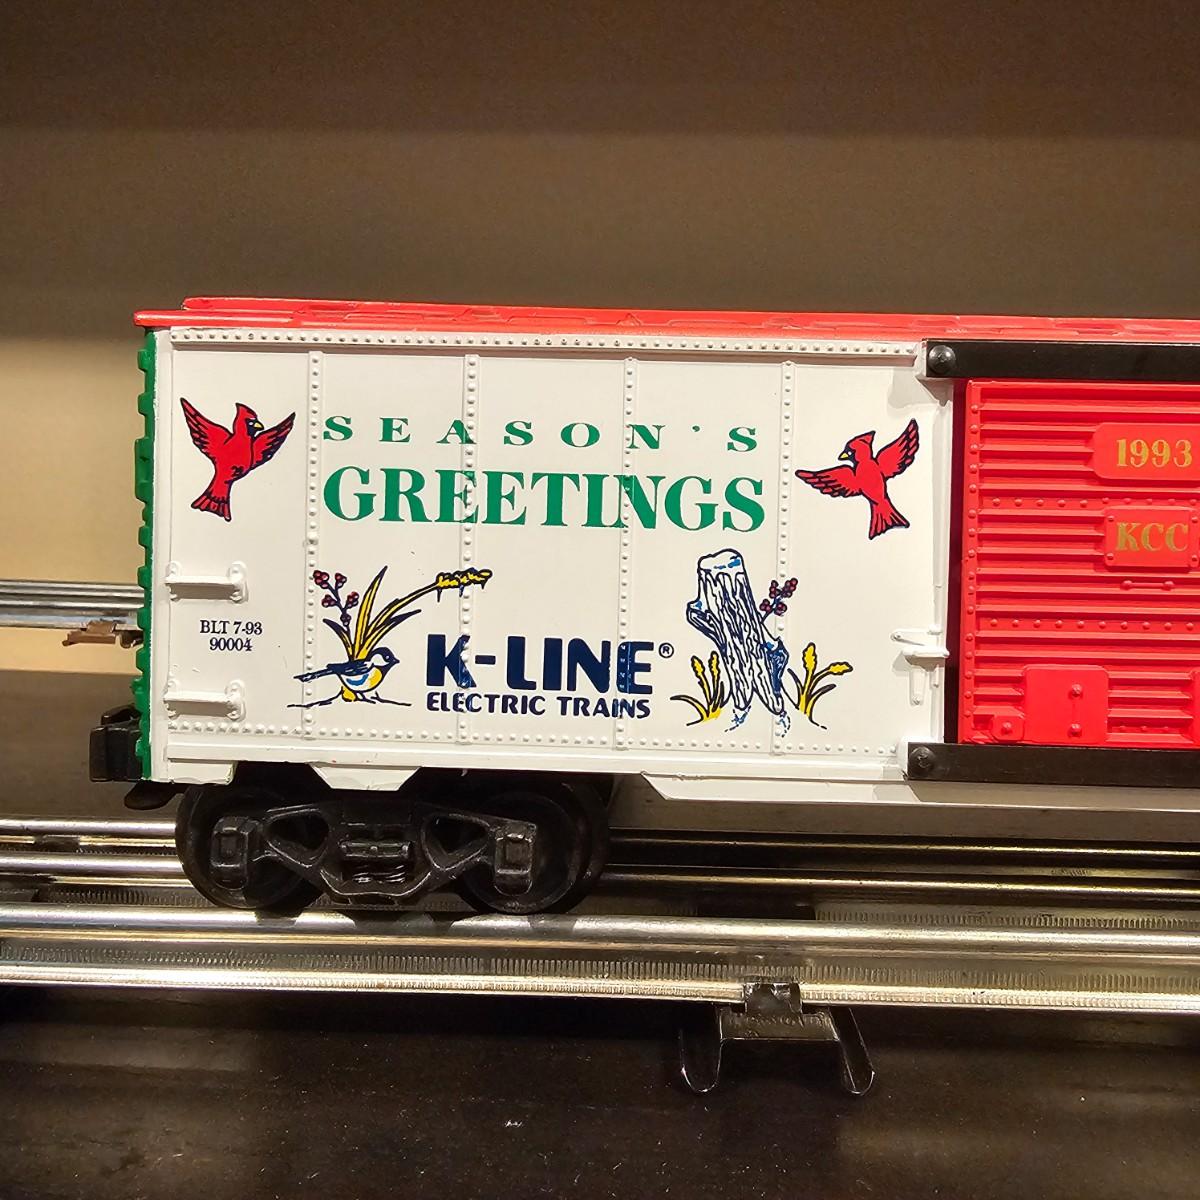 SEASON'S
GREETINGS
BLT 7-93
90004
K-LINE®
ELECTRIC TRAINS
1993
KCC